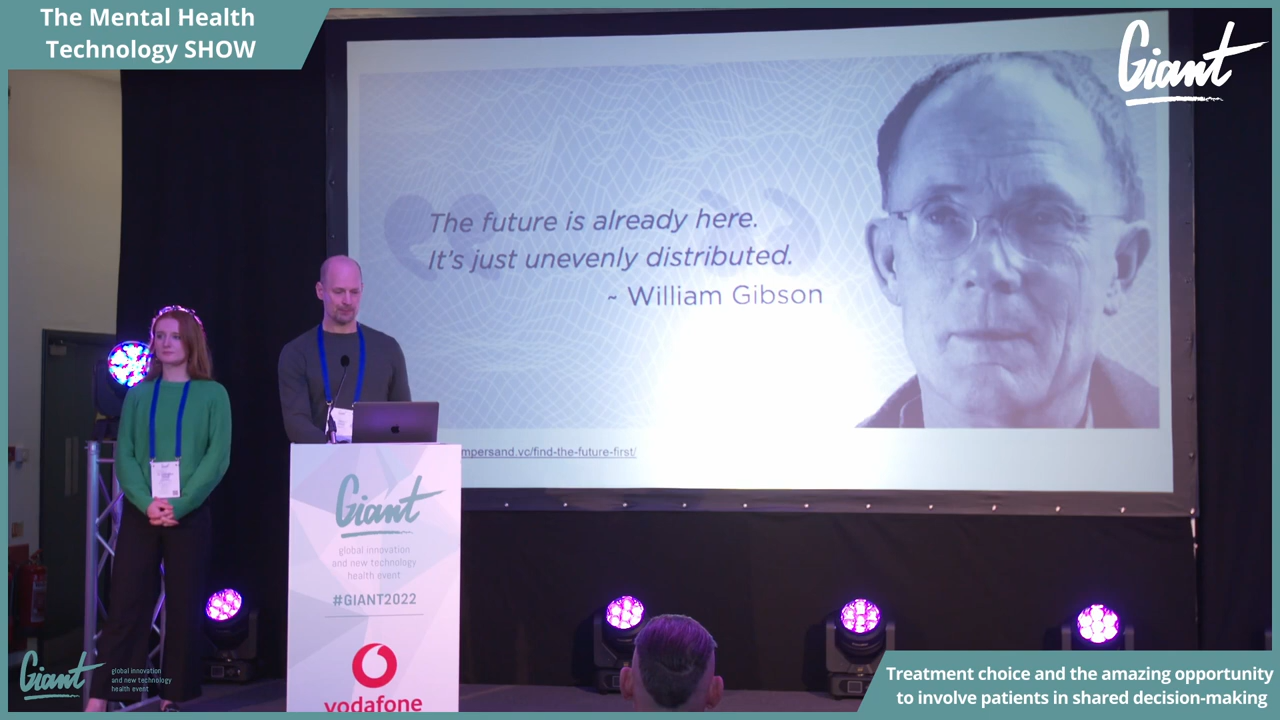 The Mental Health
Technology SHOW
Giant
The future is already here.
It's just unevenly distributed.
~ William Gibson
mpersand.vc/find-the-future-first/
Giant
global innovation
and new technology
health event
#GIANT2022
vodafone
Giant
global innovation
and new technology
health event
Treatment choice and the amazing opportunity
to involve patients in shared decision-making